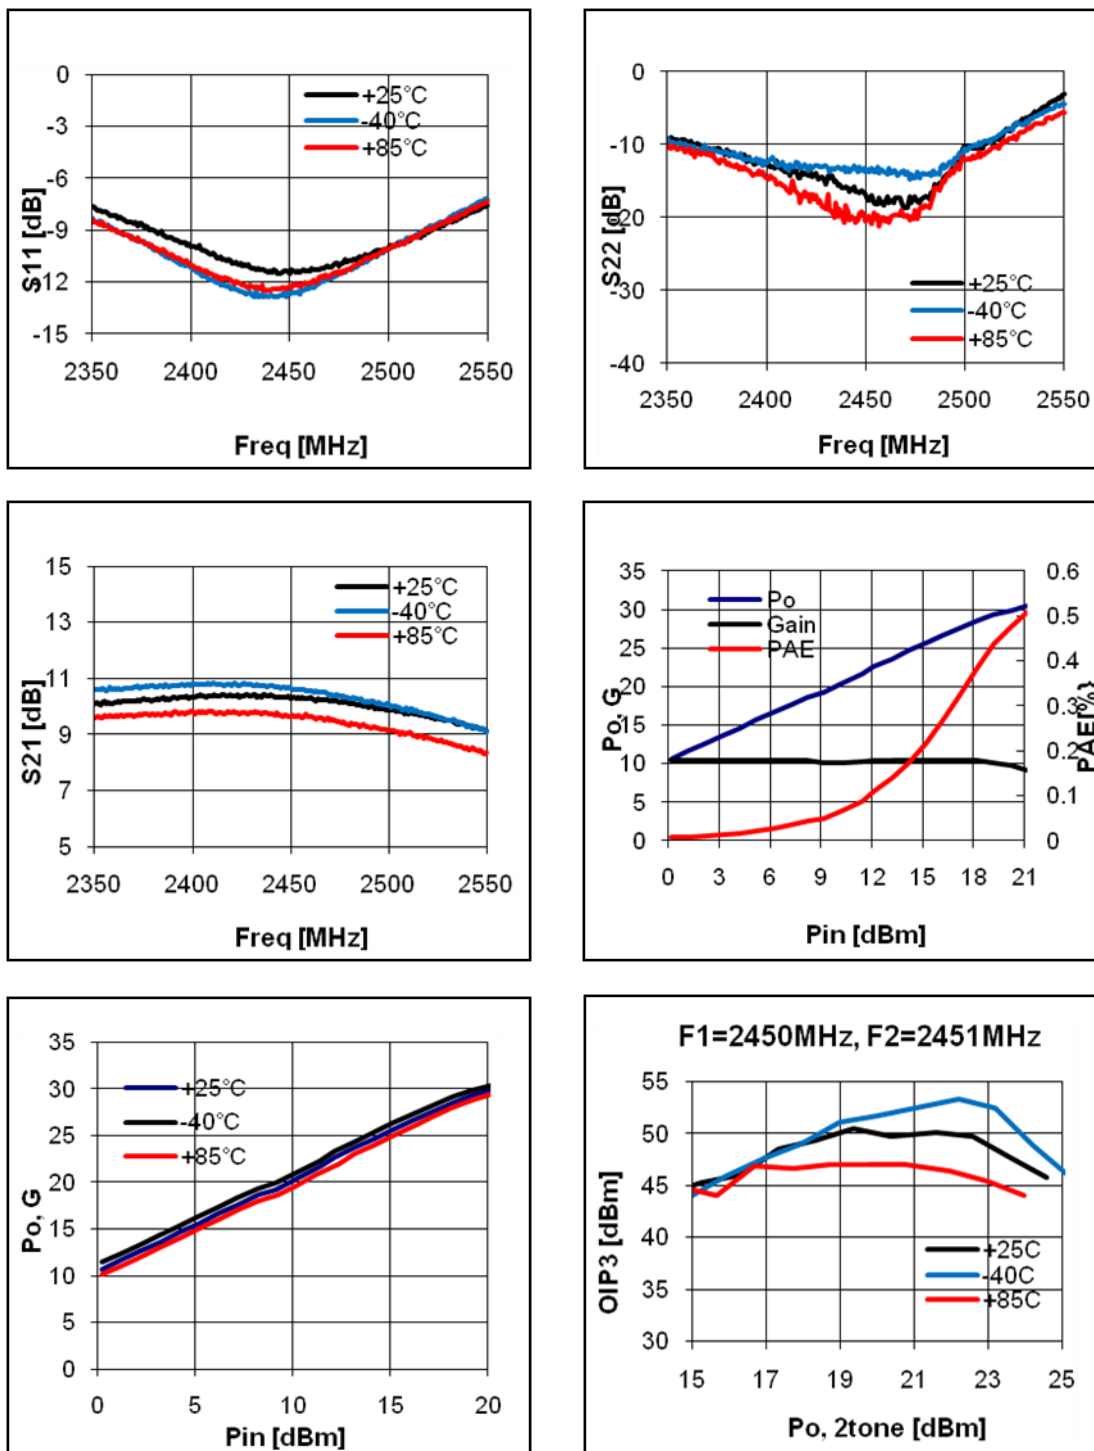 0
-3
-6
-9
-12
-15
S11 [dB]
+25°C
-40°C
+85°C
2350 2400 2450 2500 2550
Freq [MHz]
0
-10
-20
-30
-40
S22 [dB]
+25°C
-40°C
+85°C
2350 2400 2450 2500 2550
Freq [MHz]
15
13
11
9
7
5
S21 [dB]
+25°C
-40°C
+85°C
2350 2400 2450 2500 2550
Freq [MHz]
35
30
25
20
15
10
5
0
Po, G
Po
Gain
PAE
0.6
0.5
0.4
0.3
0.2
0.1
0
PAE[%]
0 3 6 9 12 15 18 21
Pin [dBm]
35
30
25
20
15
10
5
0
Po, G
+25°C
-40°C
+85°C
0 5 10 15 20
Pin [dBm]
F1=2450MHz, F2=2451MHz
55
50
45
40
35
30
OIP3 [dBm]
+25C
-40C
+85C
15 17 19 21 23 25
Po, 2tone [dBm]